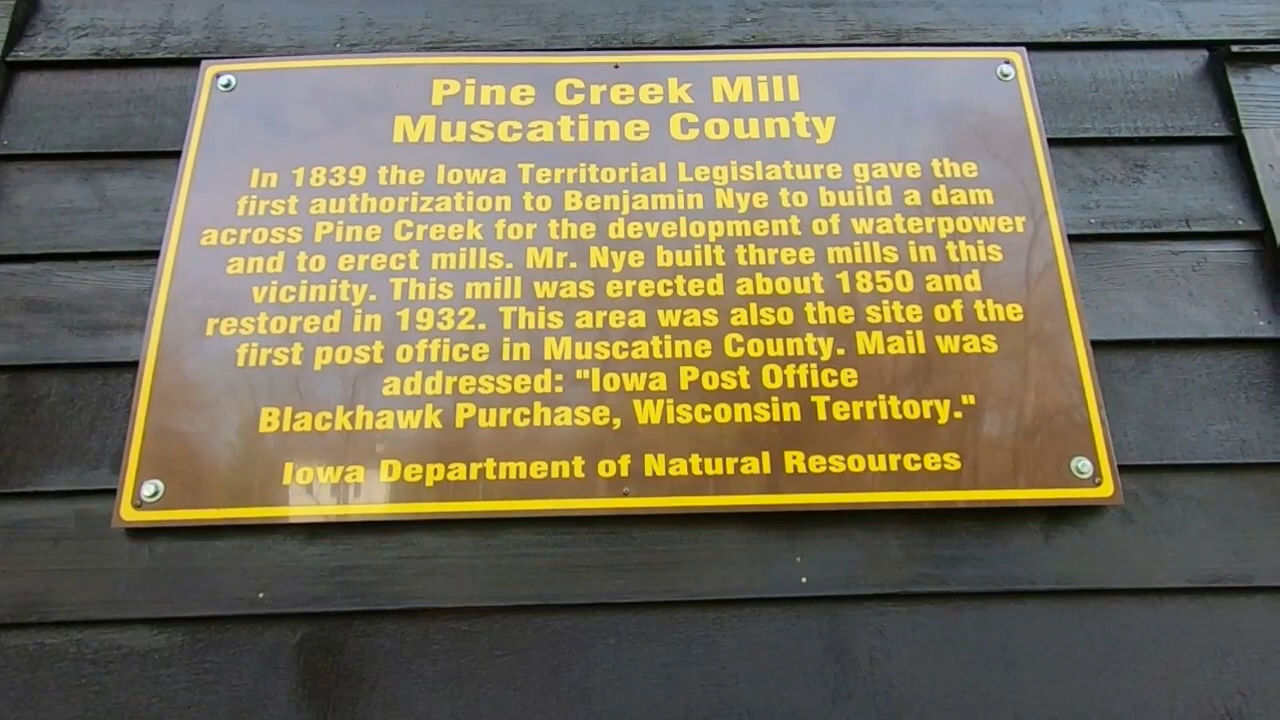 Pine Creek Mill
Muscatine County
In 1839 the Iowa Territorial Legislature gave the
first authorization to Benjamin Nye to build a dam
across Pine Creek for the development of waterpower
and to erect mills. Mr. Nye built three mills in this
vicinity. This mill was erected about 1850 and
restored in 1932. This area was also the site of the
first post office in Muscatine County. Mail was
addressed: "Iowa Post Office
Blackhawk Purchase, Wisconsin Territory."
Iowa Department of Natural Resources